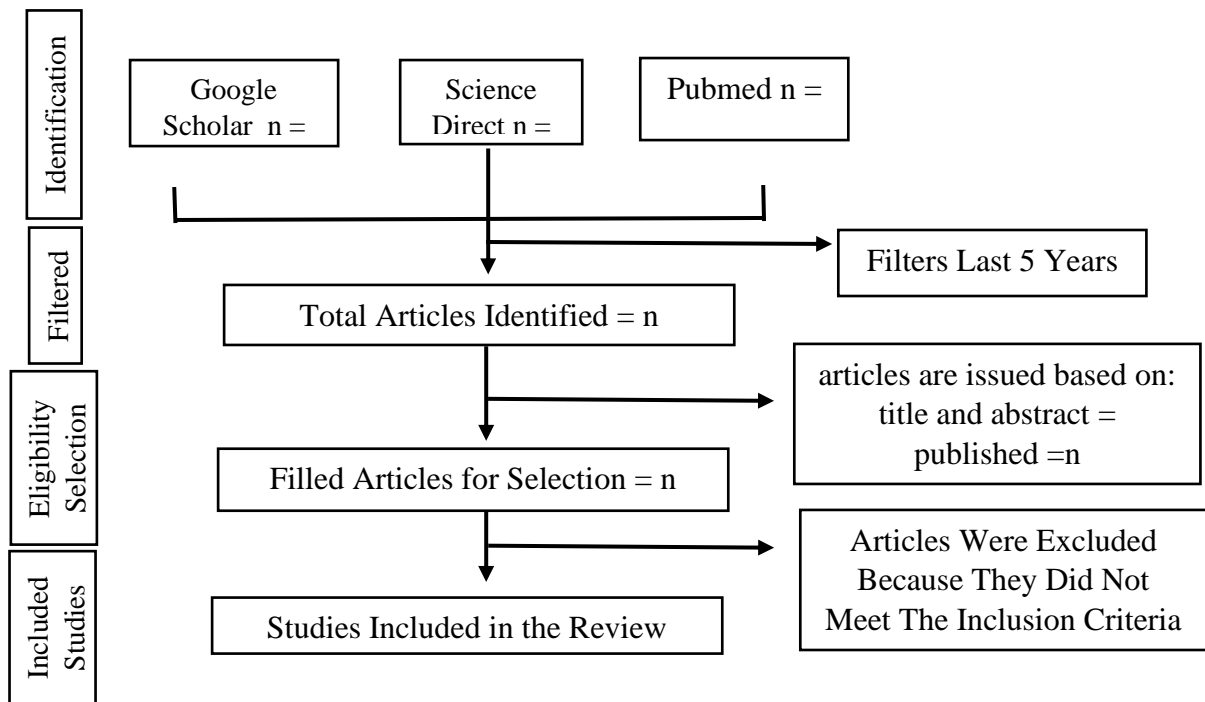 Identification
Google
Scholar n =
Science
Direct n =
Pubmed n =
Filtered
Filters Last 5 Years
Total Articles Identified = n
Eligibility
Selection
articles are issued based on:
title and abstract =
published =n
Filled Articles for Selection = n
Included
Studies
Articles Were Excluded
Because They Did Not
Meet The Inclusion Criteria
Studies Included in the Review